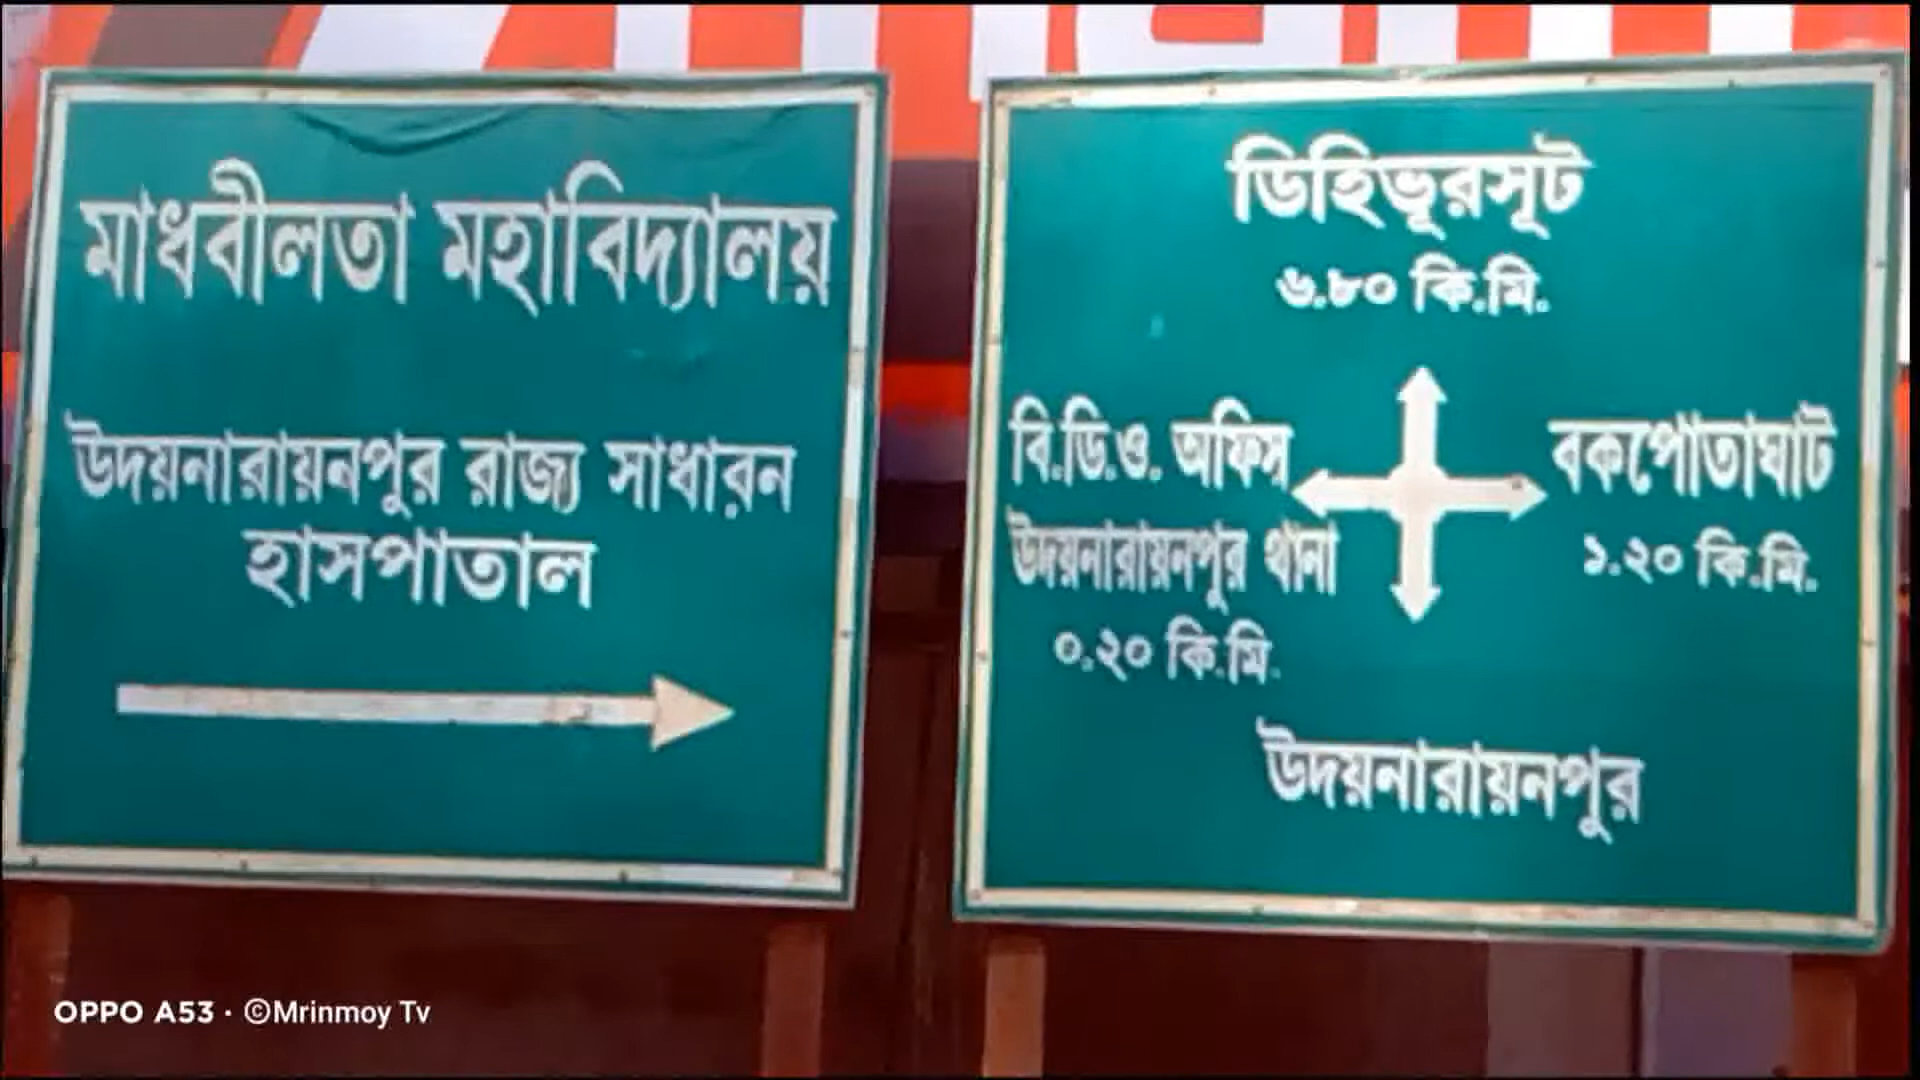 মাধবীলতা মহাবিদ্যালয়
উদয়নারায়নপুর রাজ্য সাধারন
হাসপাতাল
ডিহিভূরসূট
৬.৮০ কি.মি.
বি.ডি.ও. অফিস
উদয়নারায়নপুর থানা
০.২০ কি.মি.
বকপোতাঘাট
১.২০ কি.মি.
উদয়নারায়নপুর
OPPO A53 · ©Mrinmoy Tv